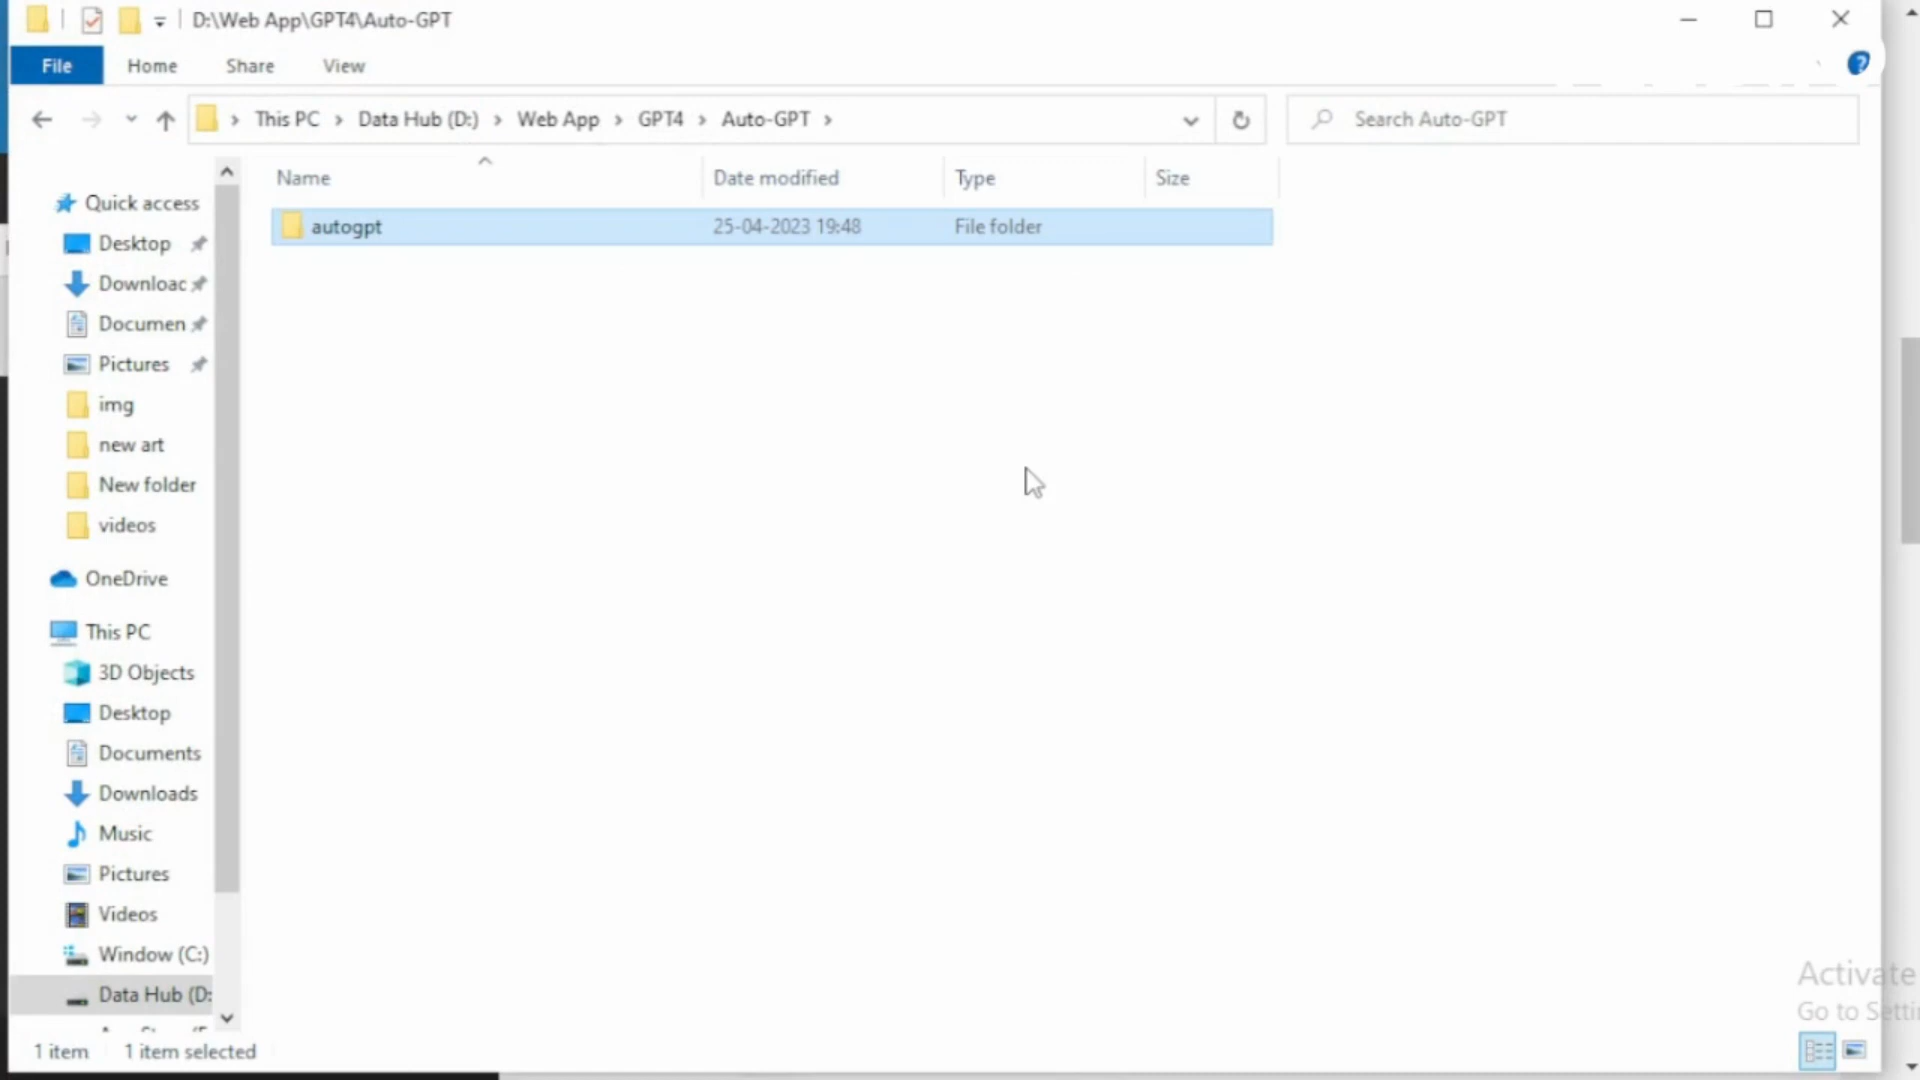 D:\Web App\GPT4\Auto-GPT
File Home Share View
This PC Data Hub (D:) Web App GPT4 Auto-GPT
Search Auto-GPT
Name Date modified Type Size
autogpt 25-04-2023 19:48 File folder
Quick access
Desktop
Downloac
Documen
Pictures
img
new art
New folder
videos
OneDrive
This PC
3D Objects
Desktop
Documents
Downloads
Music
Pictures
Videos
Window (C:)
Data Hub (D:
Activate
Go to Setti
1 item 1 item selected